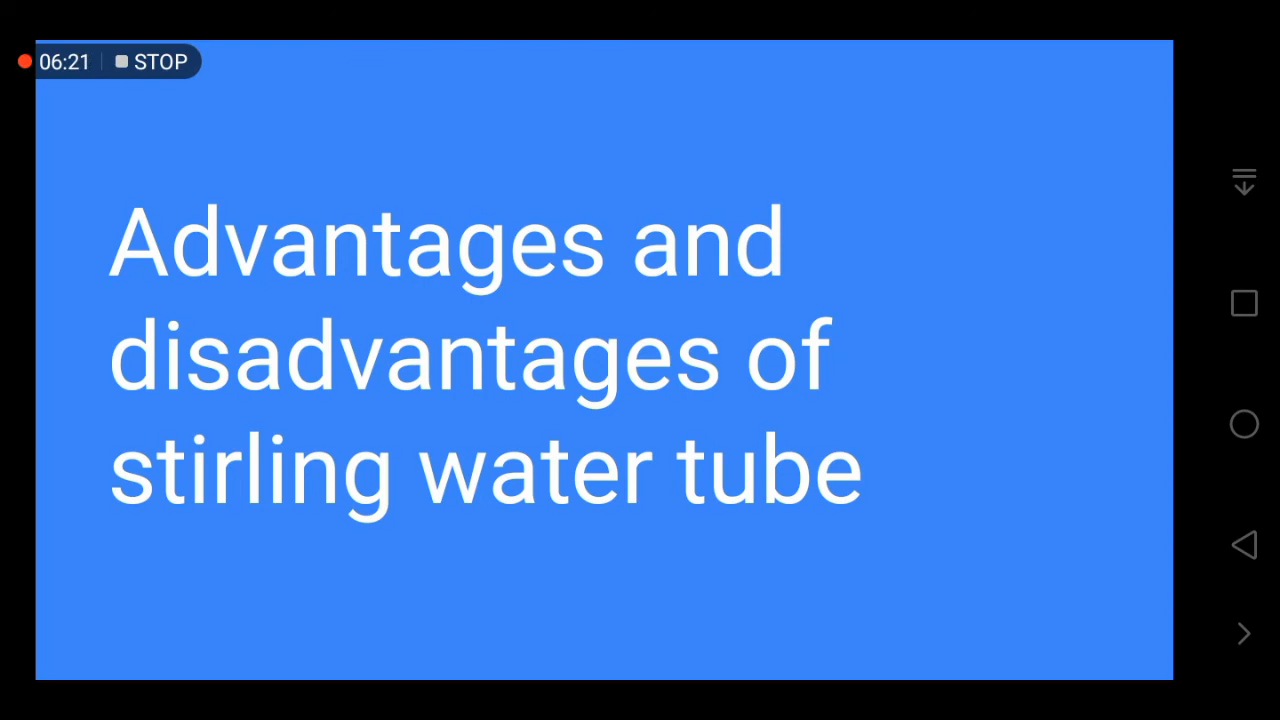 06:21 STOP
Advantages and
disadvantages of
stirling water tube